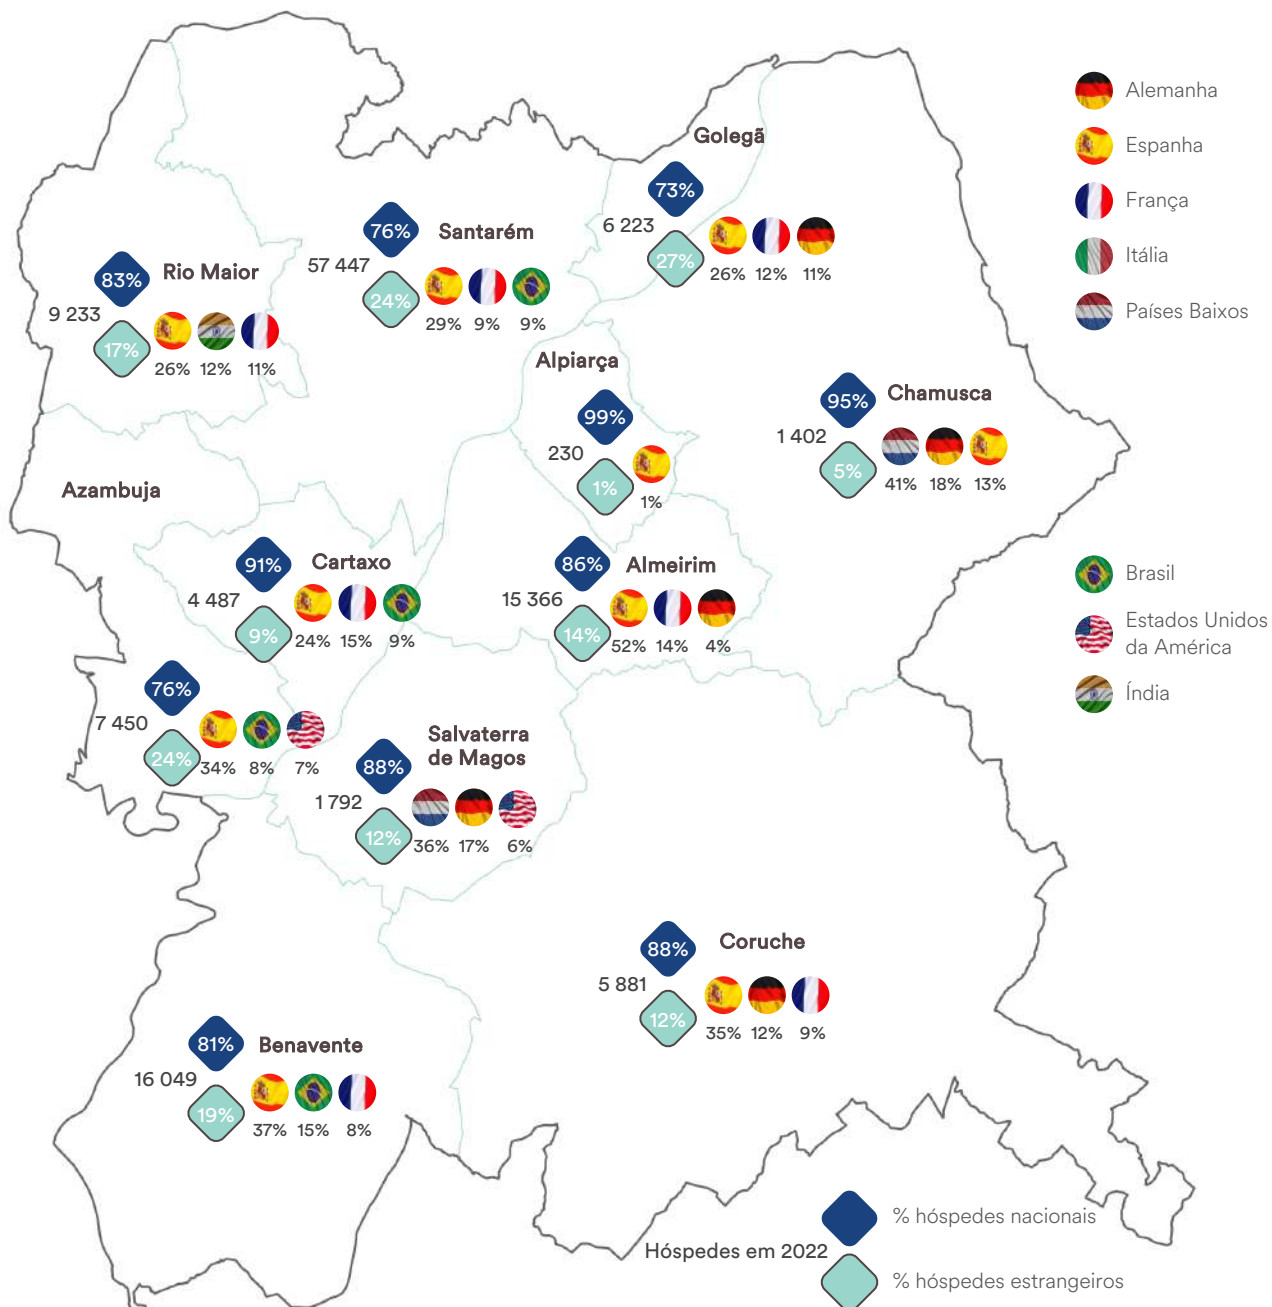 Alemanha
Espanha
França
Itália
Países Baixos
Golegã
73%
6 223
27%
26% 12% 11%
76%
Santarém
57 447
24%
29% 9% 9%
83%
Rio Maior
9 233
17%
26% 12% 11%
Alpiarça
99%
230
1%
1%
95%
Chamusca
1 402
5%
41% 18% 13%
Azambuja
91%
Cartaxo
4 487
9%
24% 15% 9%
86%
Almeirim
15 366
14%
52% 14% 4%
Brasil
Estados Unidos
da América
Índia
76%
7 450
24%
34% 8% 7%
Salvaterra
de Magos
88%
1 792
12%
36% 17% 6%
88%
Coruche
5 881
12%
35% 12% 9%
81%
Benavente
16 049
19%
37% 15% 8%
% hóspedes nacionais
Hóspedes em 2022
% hóspedes estrangeiros